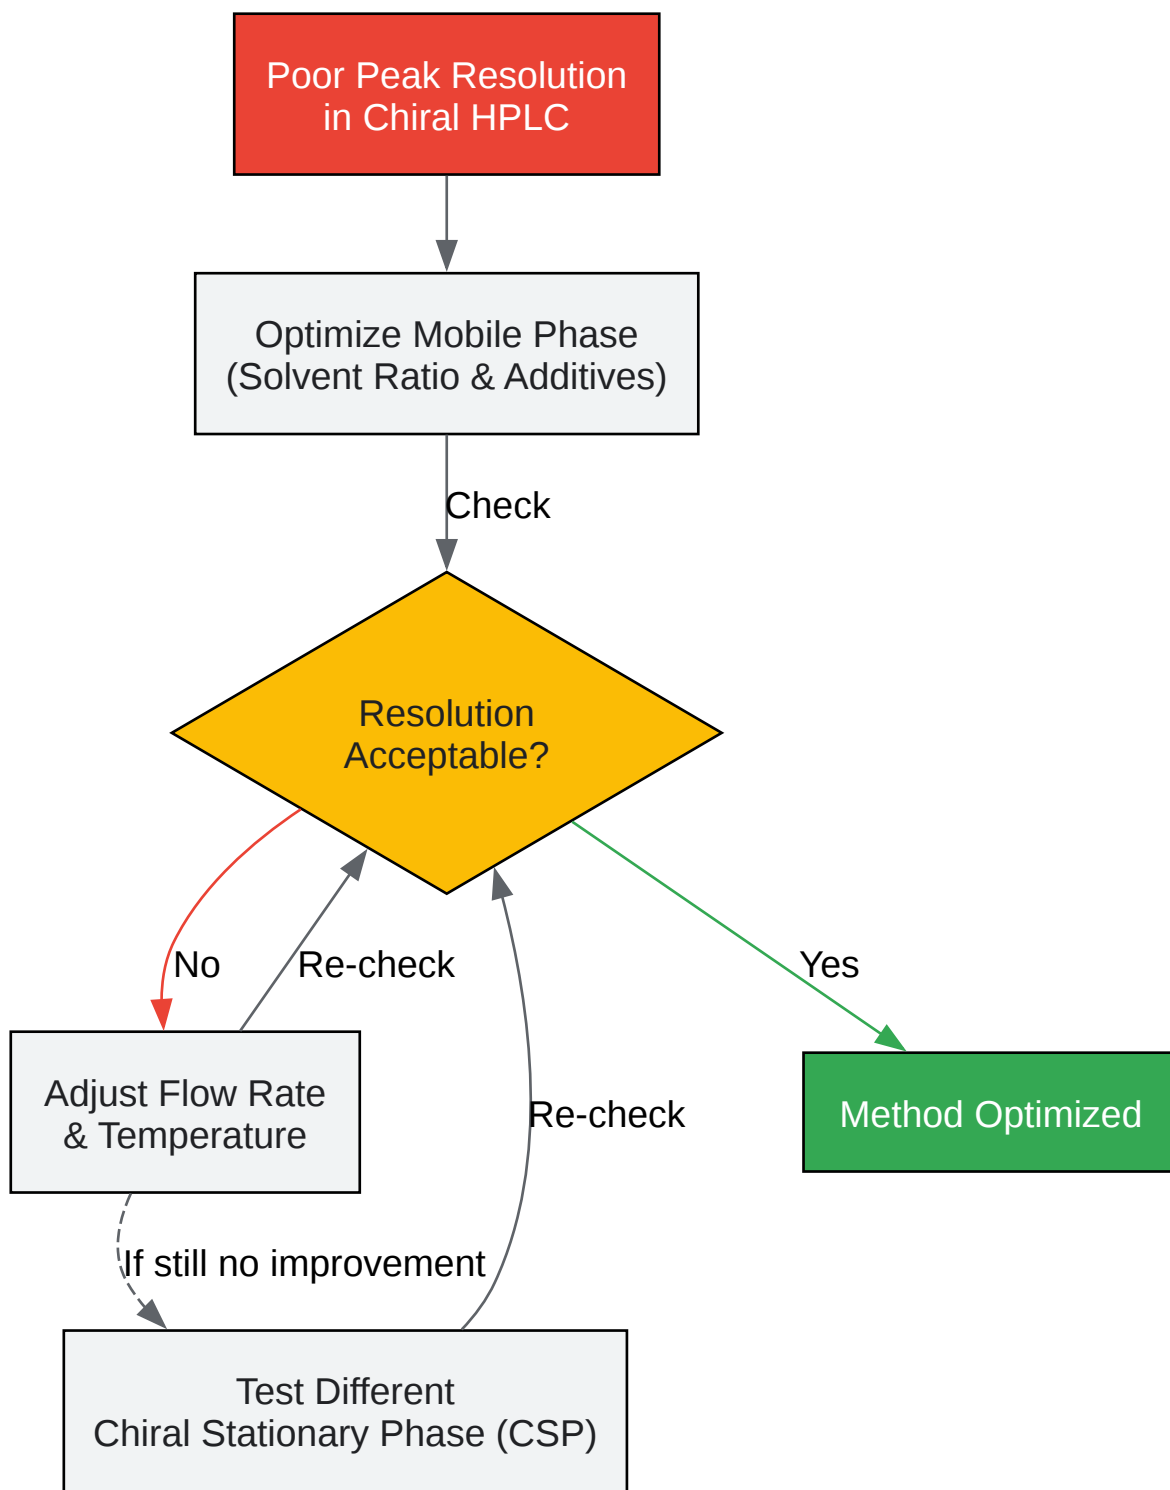 Poor Peak Resolution
in Chiral HPLC
Optimize Mobile Phase
(Solvent Ratio & Additives)
Check
Resolution
Acceptable?
No
Re-check
Yes
Adjust Flow Rate
& Temperature
Re-check
Method Optimized
If still no improvement
Test Different
Chiral Stationary Phase (CSP)